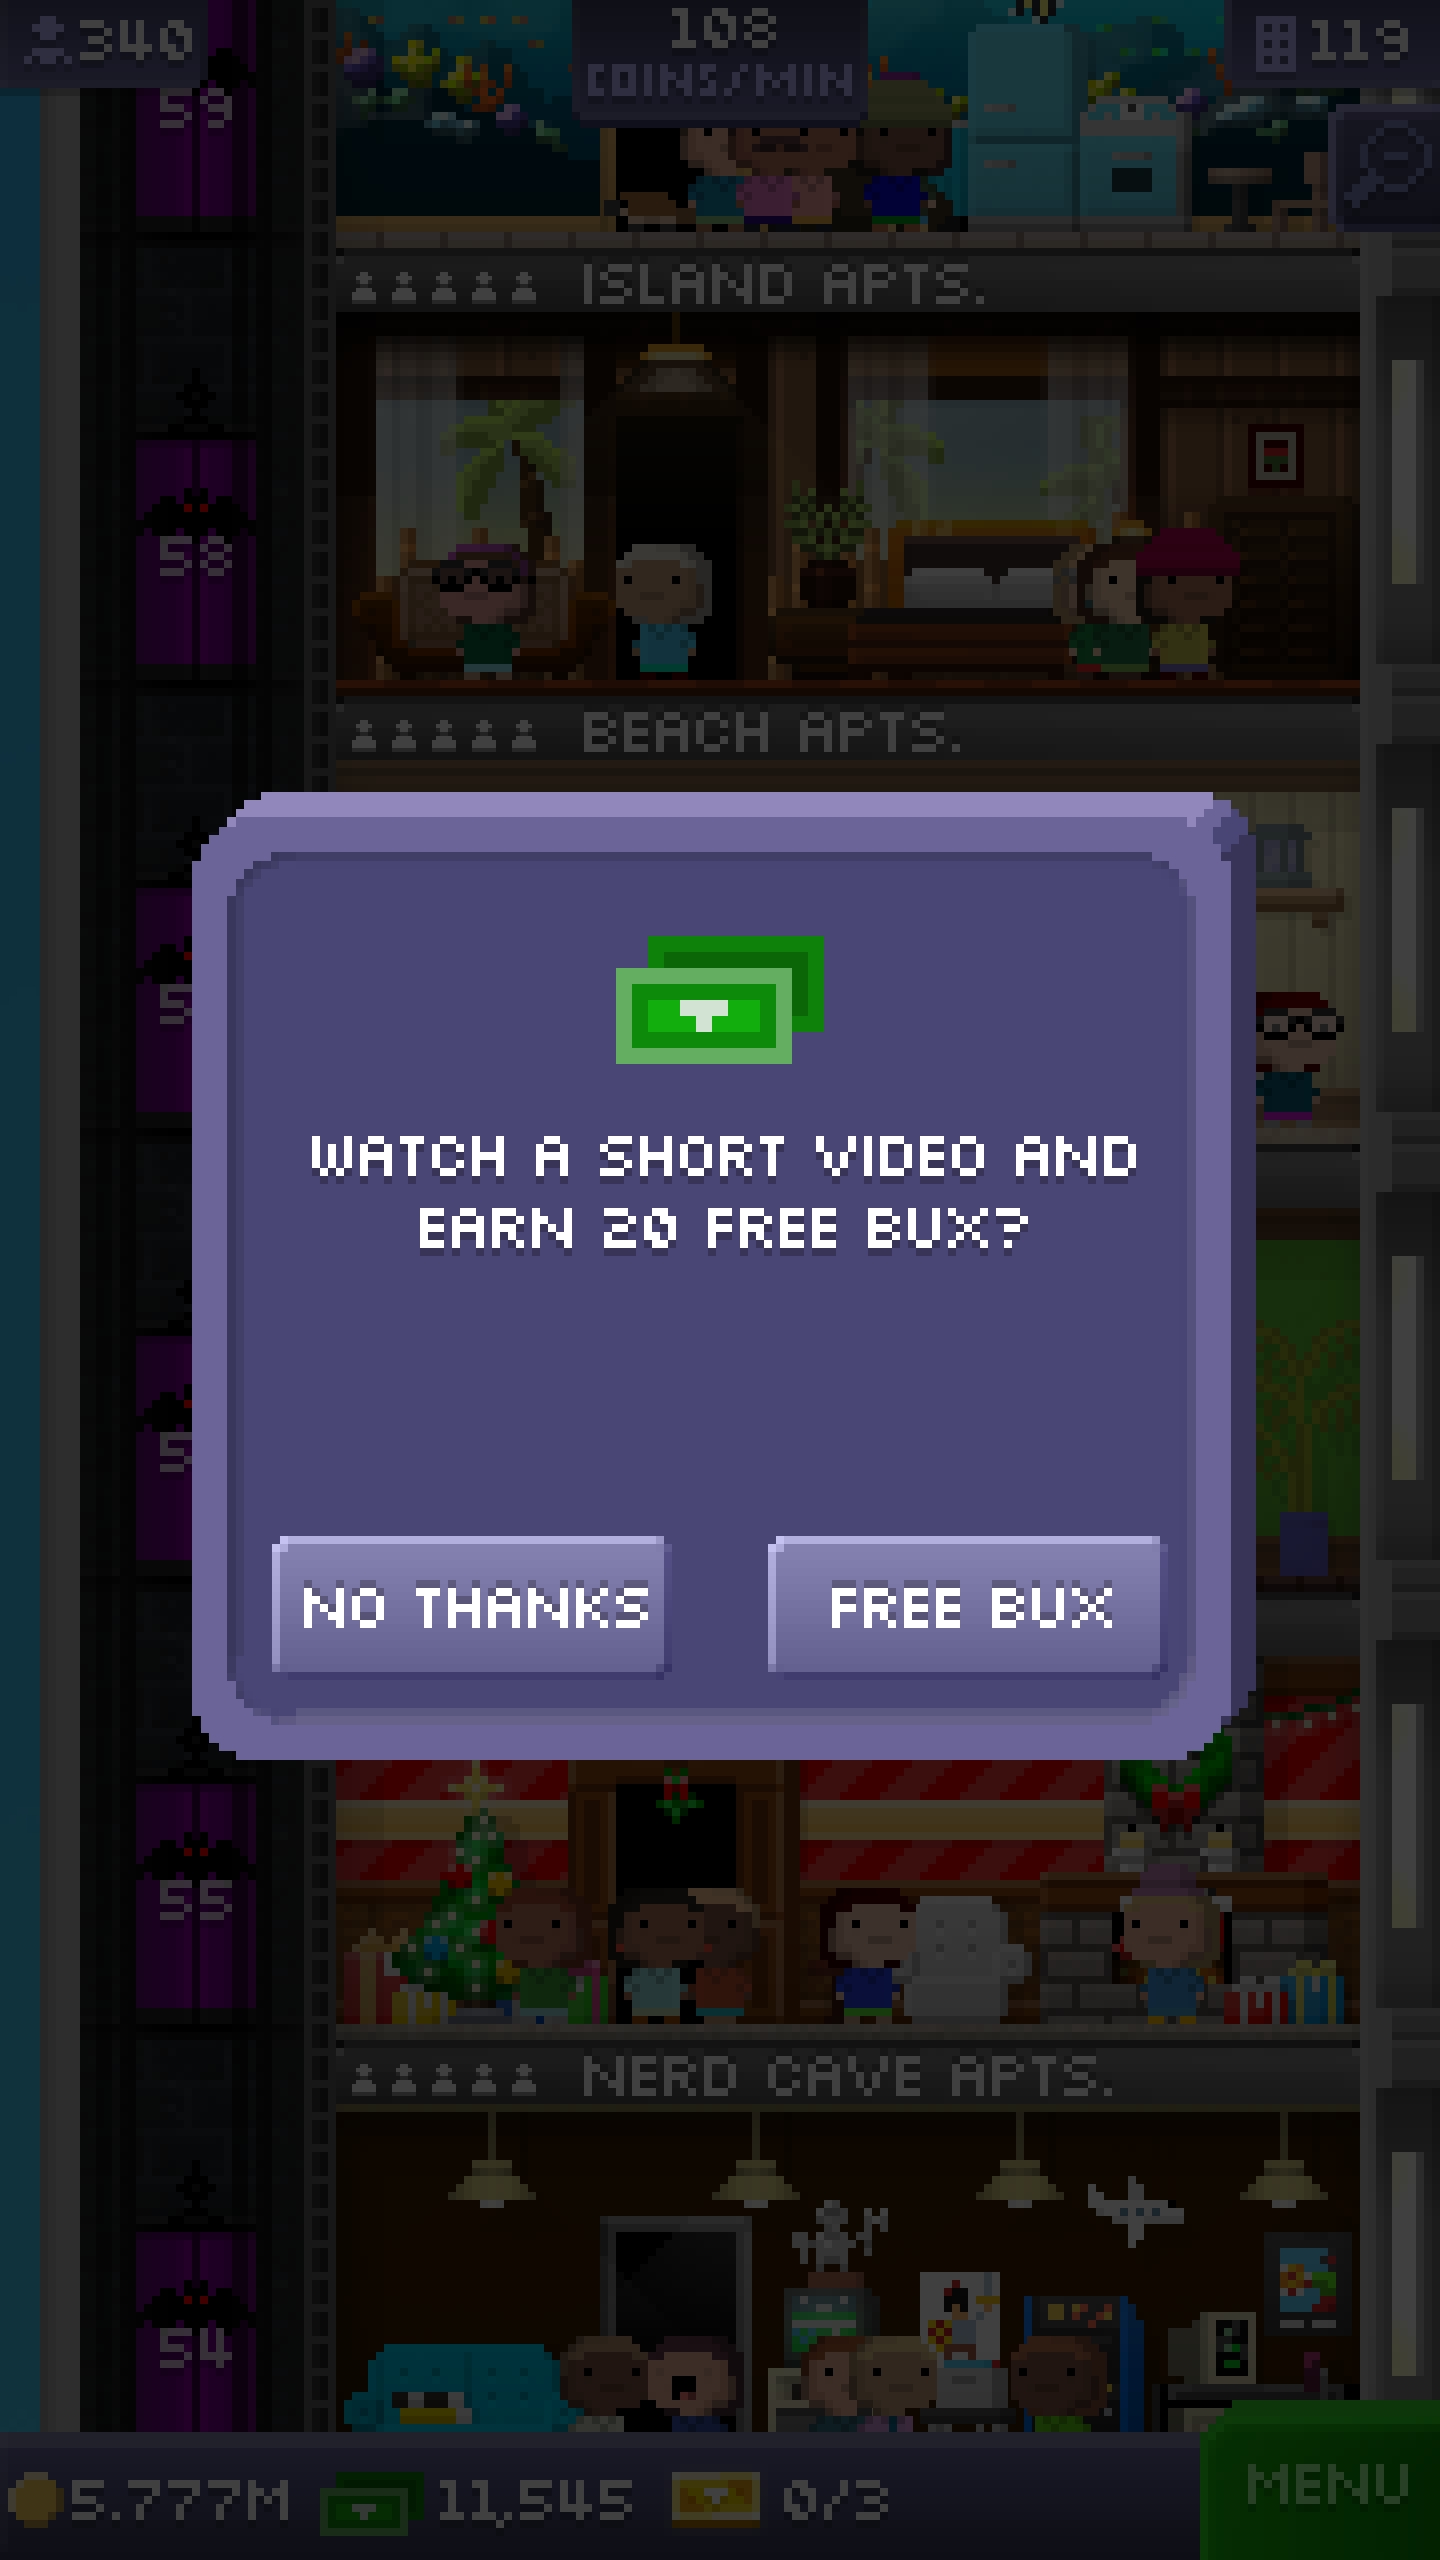 340
108
COINS/MIN
119
59
ISLAND APTS.
58
BEACH APTS.
WATCH A SHORT VIDEO AND
EARN 20 FREE BUX?
NO THANKS
FREE BUX
55
NERD CAVE APTS.
54
5.777M
11,545
0/3
MENU